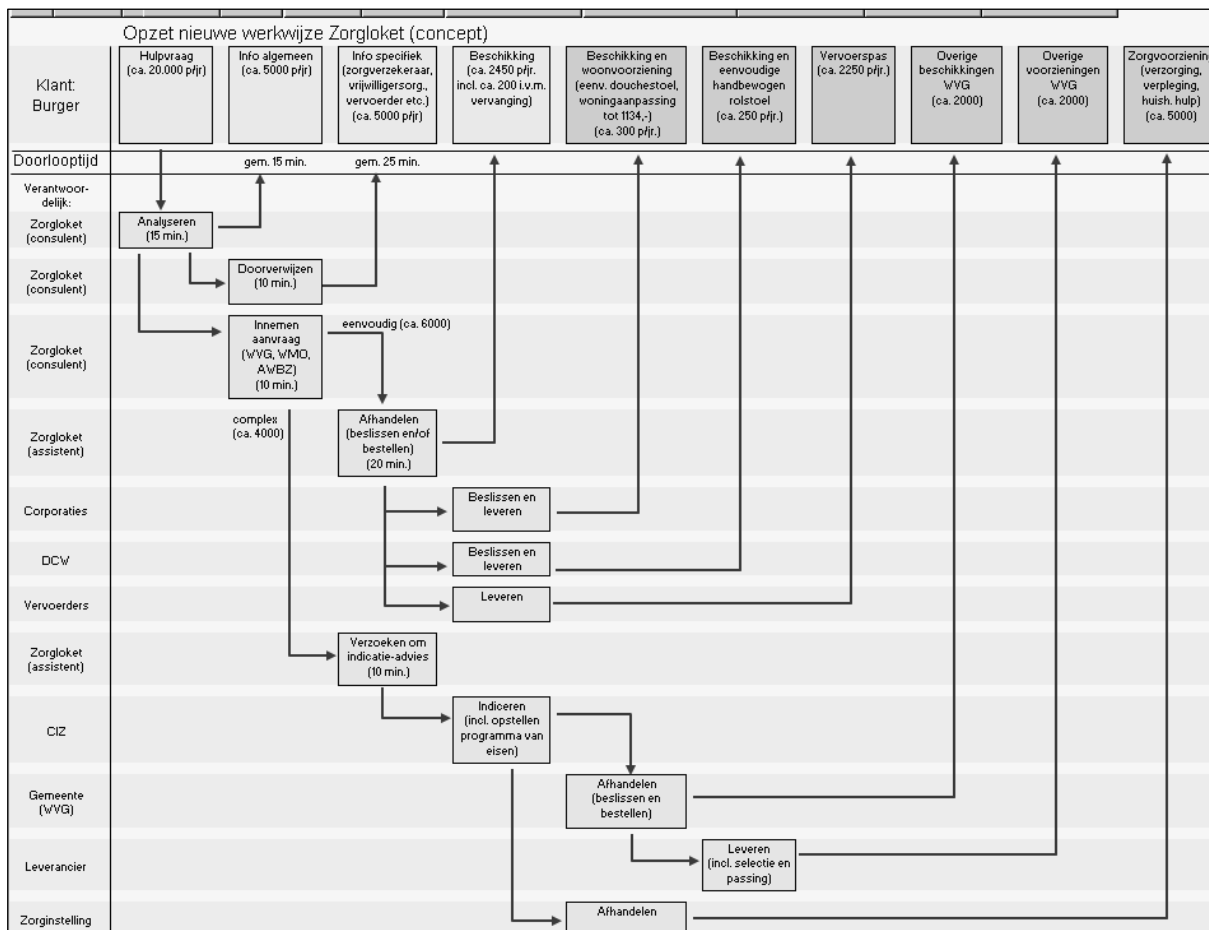 Opzet nieuwe werkwijze Zorgloket (concept)
Klant:
Burger
Hulpvraag
(ca. 20.000 p/jr)
Info algemeen
(ca. 5000 p/jr)
Info specifiek
(zorgverzekeraar,
vrijwilligersorg.,
vervoerder etc.)
(ca. 5000 p/jr)
Beschikking
(ca. 2450 p/jr.
incl. ca. 200 i.v.m.
vervanging)
Beschikking en
woonvoorziening
(eenv. douchestoel,
woningaanpassing
tot 1134,-)
(ca. 300 p/jr.)
Beschikking en
eenvoudige
handbewogen
rolstoel
(ca. 250 p/jr.)
Vervoerspas
(ca. 2250 p/jr.)
Overige
beschikkingen
WVG
(ca. 2000)
Overige
voorzieningen
WVG
(ca. 2000)
Zorgvoorziening
(verzorging,
verpleging,
huish. hulp)
(ca. 5000)
Doorlooptijd
gem. 15 min.
gem. 25 min.
Verantwoor-
delijk:
Zorgloket
(consulent)
Analyseren
(15 min.)
Zorgloket
(consulent)
Doorverwijzen
(10 min.)
Zorgloket
(consulent)
Innemen
aanvraag
(WVG, WMO,
AWBZ)
(10 min.)
eenvoudig (ca. 6000)
complex
(ca. 4000)
Zorgloket
(assistent)
Afhandelen
(beslissen en/of
bestellen)
(20 min.)
Corporaties
Beslissen en
leveren
DCW
Beslissen en
leveren
Vervoerders
Leveren
Zorgloket
(assistent)
Verzoeken om
indicatie-advies
(10 min.)
CIZ
Indiceren
(incl. opstellen
programma van
eisen)
Gemeente
(WVG)
Afhandelen
(beslissen en
bestellen)
Leverancier
Leveren
(incl. selectie en
passing)
Zorginstelling
Afhandelen